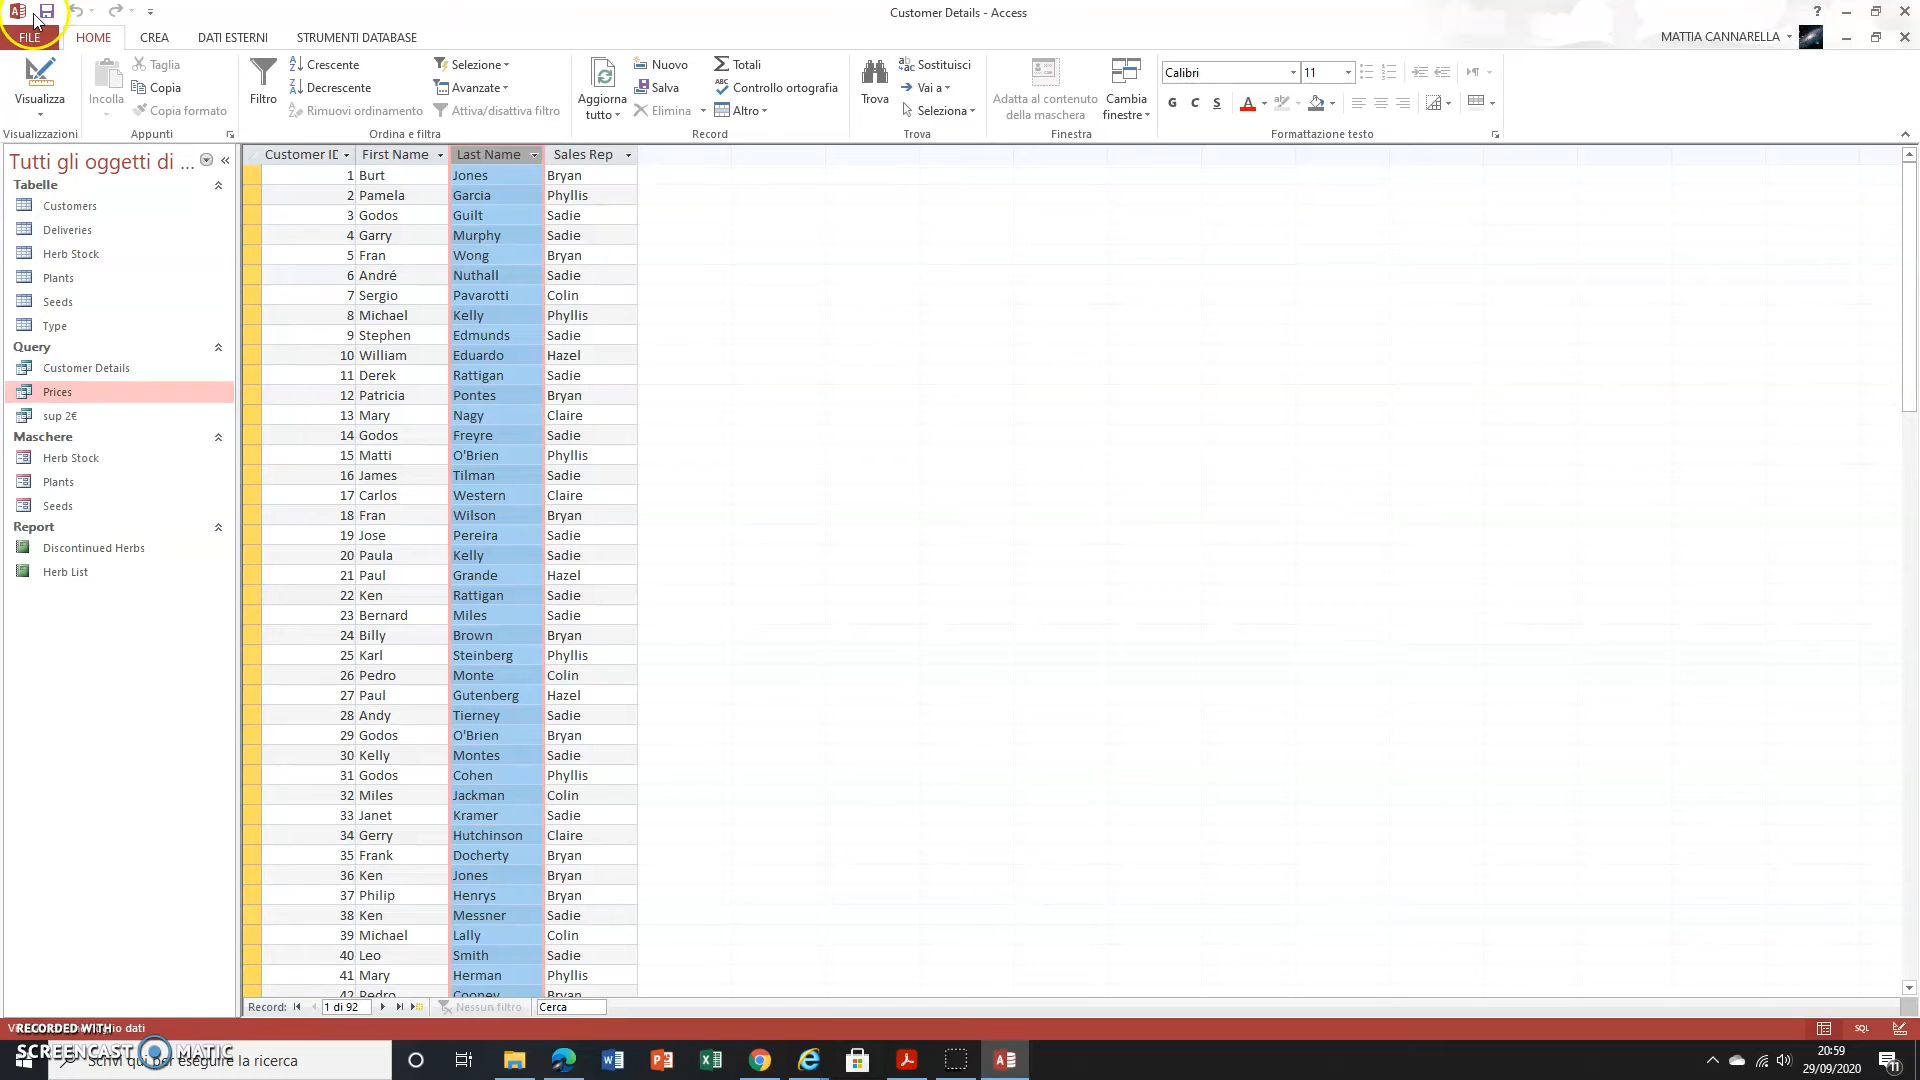 Customer Details - Access
?
FILE HOME CREA DATI ESTERNI STRUMENTI DATABASE MATTIA CANNARELLA
Visualizza
Visualizzazioni
Incolla
Taglia
Copia
Copia formato
Appunti
Filtro
Crescente
Decrescente
Rimuovi ordinamento
Selezione
Avanzate
Attiva/disattiva filtro
Ordina e filtra
Aggiorna
tutto
Nuovo
Salva
Elimina
Totali
Controllo ortografia
Altro
Record
Trova
Sostituisci
Vai a
Seleziona
Trova
Adatta al contenuto
della maschera
Cambia
finestre
Finestra
Calibri 11
G C S A
Formattazione testo
Tutti gli oggetti di ...
Tabelle
Customers
Deliveries
Herb Stock
Plants
Seeds
Type
Query
Customer Details
Prices
sup 2€
Maschere
Herb Stock
Plants
Seeds
Report
Discontinued Herbs
Herb List
Customer ID First Name Last Name Sales Rep
1 Burt Jones Bryan
2 Pamela Garcia Phyllis
3 Godos Guilt Sadie
4 Garry Murphy Sadie
5 Fran Wong Bryan
6 André Nuthall Sadie
7 Sergio Pavarotti Colin
8 Michael Kelly Phyllis
9 Stephen Edmunds Sadie
10 William Eduardo Hazel
11 Derek Rattigan Sadie
12 Patricia Pontes Bryan
13 Mary Nagy Claire
14 Godos Freyre Sadie
15 Matti O'Brien Phyllis
16 James Tilman Sadie
17 Carlos Western Claire
18 Fran Wilson Bryan
19 Jose Pereira Sadie
20 Paula Kelly Sadie
21 Paul Grande Hazel
22 Ken Rattigan Sadie
23 Bernard Miles Sadie
24 Billy Brown Bryan
25 Karl Steinberg Phyllis
26 Pedro Monte Colin
27 Paul Gutenberg Hazel
28 Andy Tierney Sadie
29 Godos O'Brien Bryan
30 Kelly Montes Sadie
31 Godos Cohen Phyllis
32 Miles Jackman Colin
33 Janet Kramer Sadie
34 Gerry Hutchinson Claire
35 Frank Docherty Bryan
36 Ken Jones Bryan
37 Philip Henrys Bryan
38 Ken Messner Sadie
39 Michael Lally Colin
40 Leo Smith Sadie
41 Mary Herman Phyllis
42 Pedro Cooney Bryan
Record: 1 di 92 Nessun filtro Cerca
dati SQL
RECORDED WITH
SCREENCAST MATIC
Scrivi qui per eseguire la ricerca
20:59
29/09/2020
11